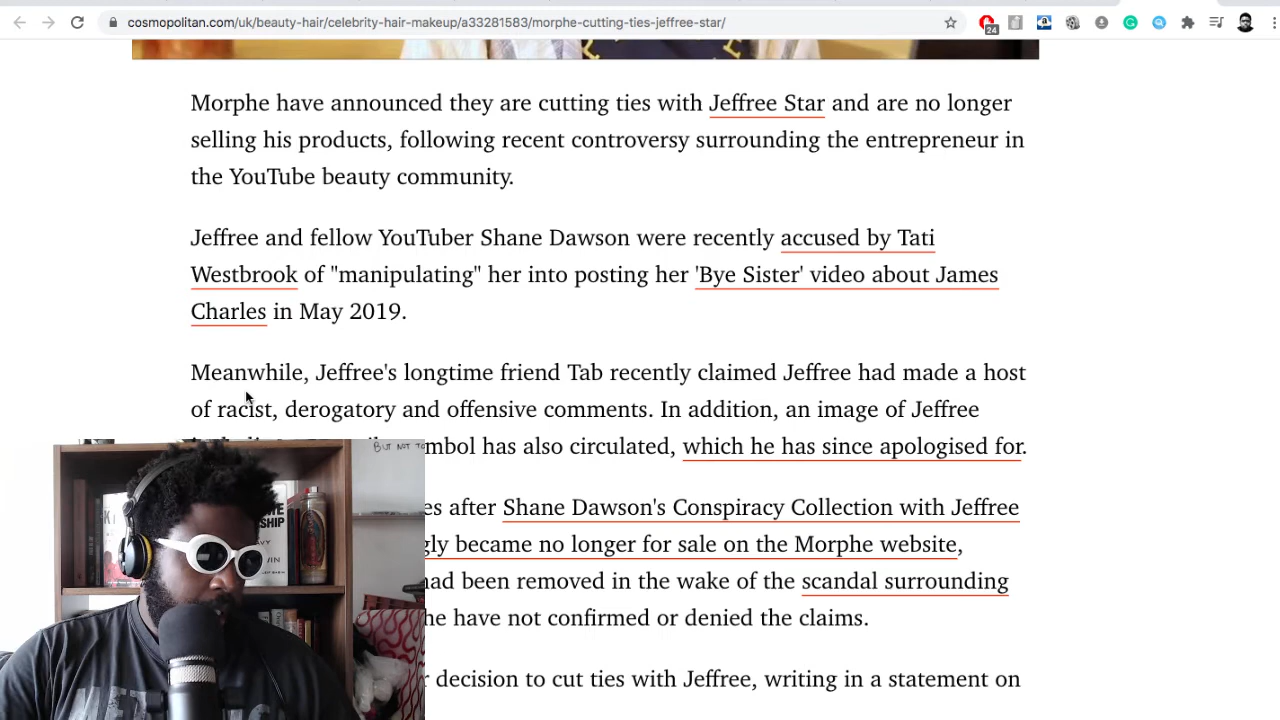 cosmopolitan.com/uk/beauty-hair/celebrity-hair-makeup/a33281583/morphe-cutting-ties-jeffree-star/
24
Morphe have announced they are cutting ties with Jeffree Star and are no longer
selling his products, following recent controversy surrounding the entrepreneur in
the YouTube beauty community.
Jeffree and fellow YouTuber Shane Dawson were recently accused by Tati
Westbrook of "manipulating" her into posting her 'Bye Sister' video about James
Charles in May 2019.
Meanwhile, Jeffree's longtime friend Tab recently claimed Jeffree had made a host
of racist, derogatory and offensive comments. In addition, an image of Jeffree
mbol has also circulated, which he has since apologised for.
BUT NOT TO
es after Shane Dawson's Conspiracy Collection with Jeffree
gly became no longer for sale on the Morphe website,
had been removed in the wake of the scandal surrounding
he have not confirmed or denied the claims.
r decision to cut ties with Jeffree, writing in a statement on